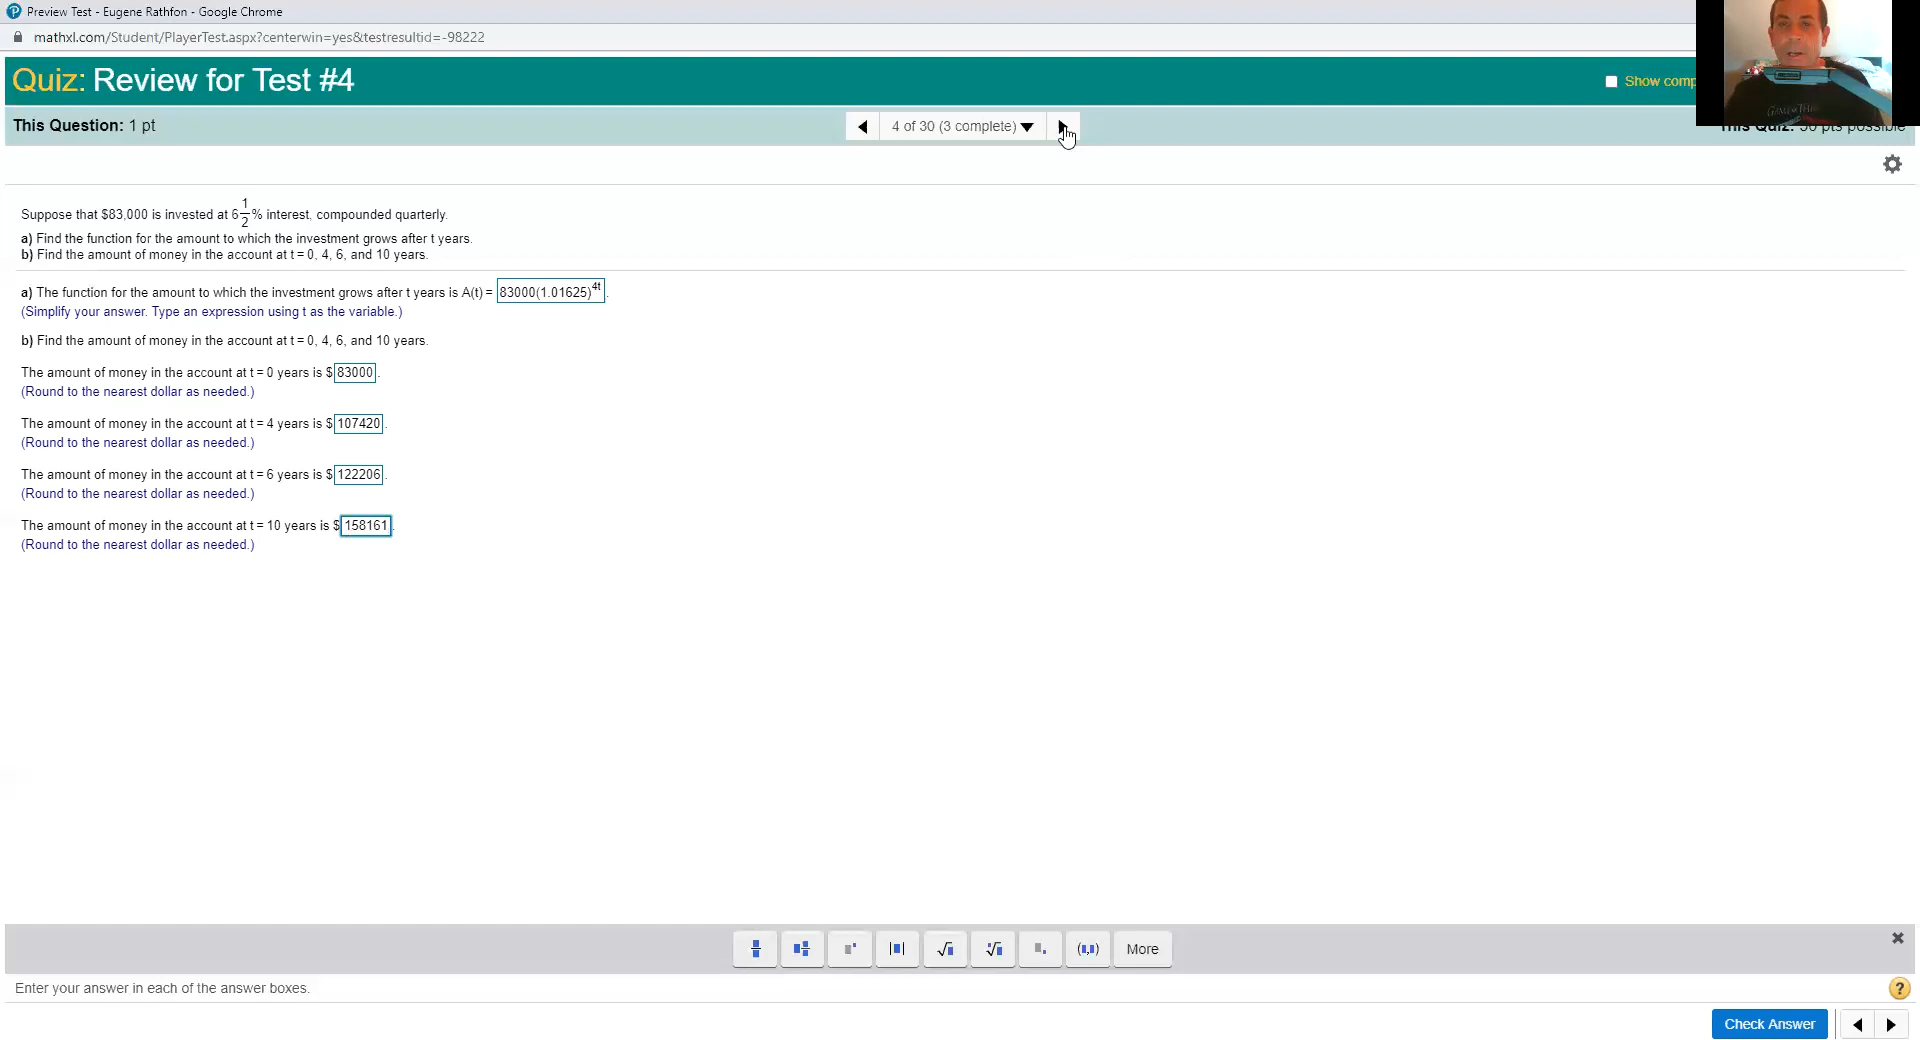 Preview Test - Eugene Rathfon - Google Chrome
mathxl.com/Student/PlayerTest.aspx?centerwin=yes&testresultid=-98222
Quiz: Review for Test #4
Show comp
This Question: 1 pt
4 of 30 (3 complete)
This Quiz: 30 pts possible
Suppose that $83,000 is invested at 6 1/2 % interest, compounded quarterly.
a) Find the function for the amount to which the investment grows after t years.
b) Find the amount of money in the account at t = 0, 4, 6, and 10 years.
a) The function for the amount to which the investment grows after t years is A(t) = 83000(1.01625)^4t .
(Simplify your answer. Type an expression using t as the variable.)
b) Find the amount of money in the account at t = 0, 4, 6, and 10 years.
The amount of money in the account at t = 0 years is $ 83000 .
(Round to the nearest dollar as needed.)
The amount of money in the account at t = 4 years is $ 107420 .
(Round to the nearest dollar as needed.)
The amount of money in the account at t = 6 years is $ 122206 .
(Round to the nearest dollar as needed.)
The amount of money in the account at t = 10 years is $ 158161 .
(Round to the nearest dollar as needed.)
More
Enter your answer in each of the answer boxes.
?
Check Answer